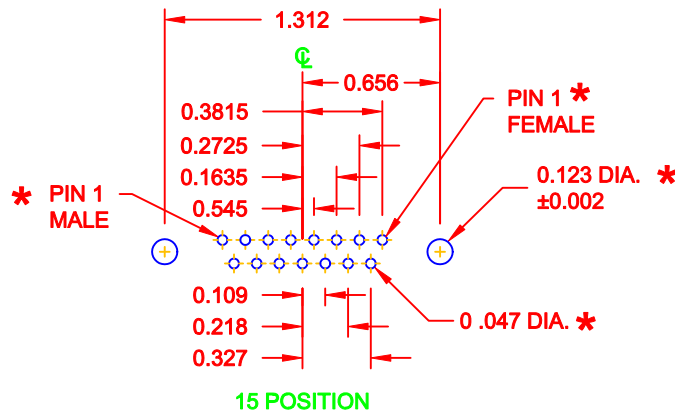 1.312
℄
0.656
0.3815
PIN 1 *
FEMALE
0.2725
0.1635
0.123 DIA. *
±0.002
* PIN 1
MALE
0.545
0.109
0 .047 DIA. *
0.218
0.327
15 POSITION